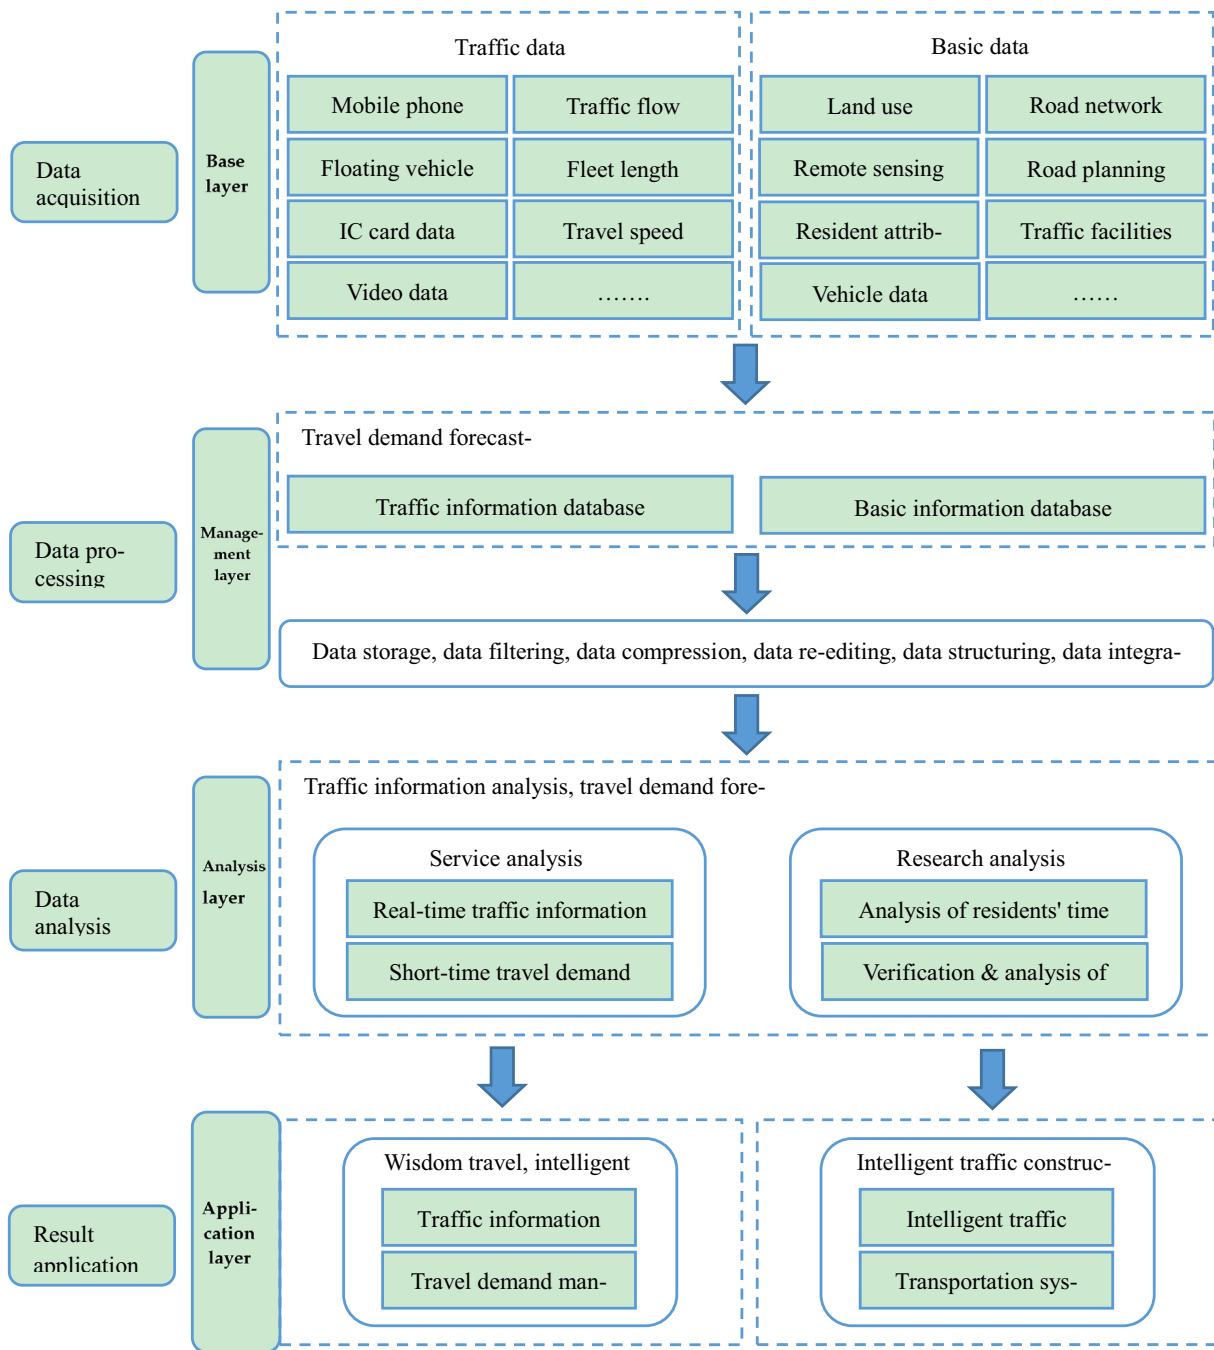 Traffic data
Basic data
Mobile phone
Traffic flow
Land use
Road network
Data
acquisition
Base
layer
Floating vehicle
Fleet length
Remote sensing
Road planning
IC card data
Travel speed
Resident attrib-
Traffic facilities
Video data
…….
Vehicle data
……
Travel demand forecast-
Data pro-
cessing
Manage-
ment
layer
Traffic information database
Basic information database
Data storage, data filtering, data compression, data re-editing, data structuring, data integra-
Traffic information analysis, travel demand fore-
Data
analysis
Analysis
layer
Service analysis
Real-time traffic information
Short-time travel demand
Research analysis
Analysis of residents' time
Verification & analysis of
Result
application
Appli-
cation
layer
Wisdom travel, intelligent
Traffic information
Travel demand man-
Intelligent traffic construc-
Intelligent traffic
Transportation sys-